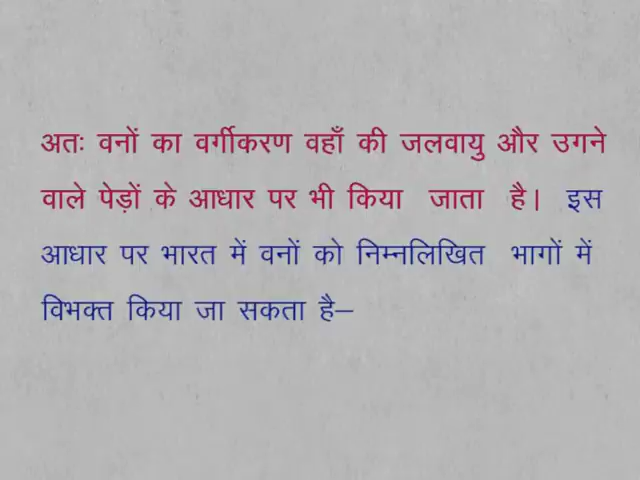 अतः वनों का वर्गीकरण वहाँ की जलवायु और उगने
वाले पेड़ों के आधार पर भी किया जाता है। इस
आधार पर भारत में वनों को निम्नलिखित भागों में
विभक्त किया जा सकता है–